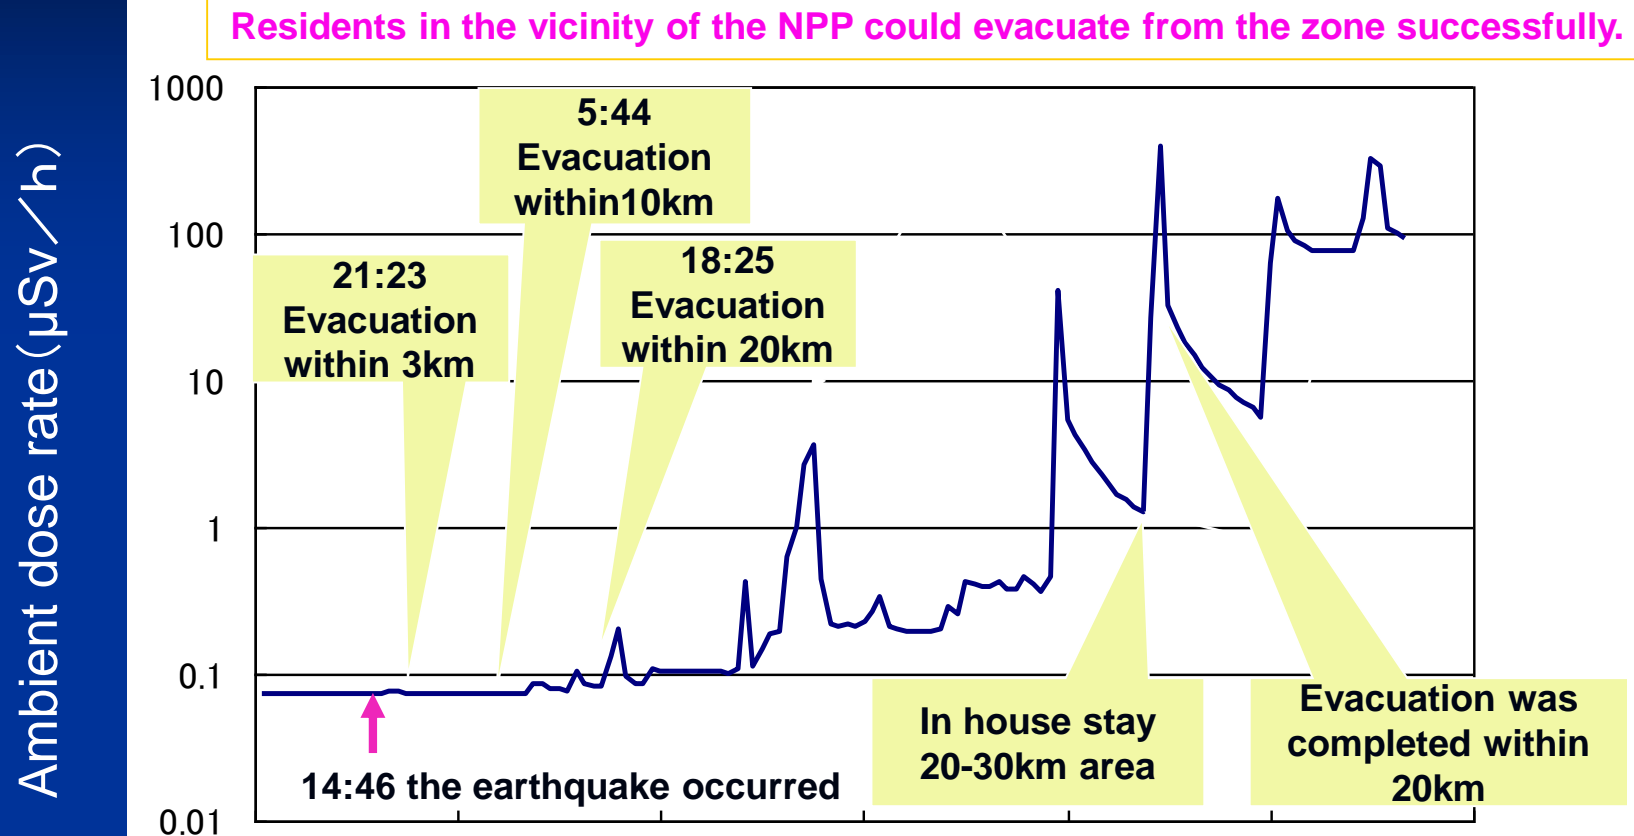 Residents in the vicinity of the NPP could evacuate from the zone successfully.
Ambient dose rate(μSv／h)
1000
100
10
1
0.1
0.01
5:44
Evacuation
within10km
21:23
Evacuation
within 3km
18:25
Evacuation
within 20km
14:46 the earthquake occurred
In house stay
20-30km area
Evacuation was
completed within
20km